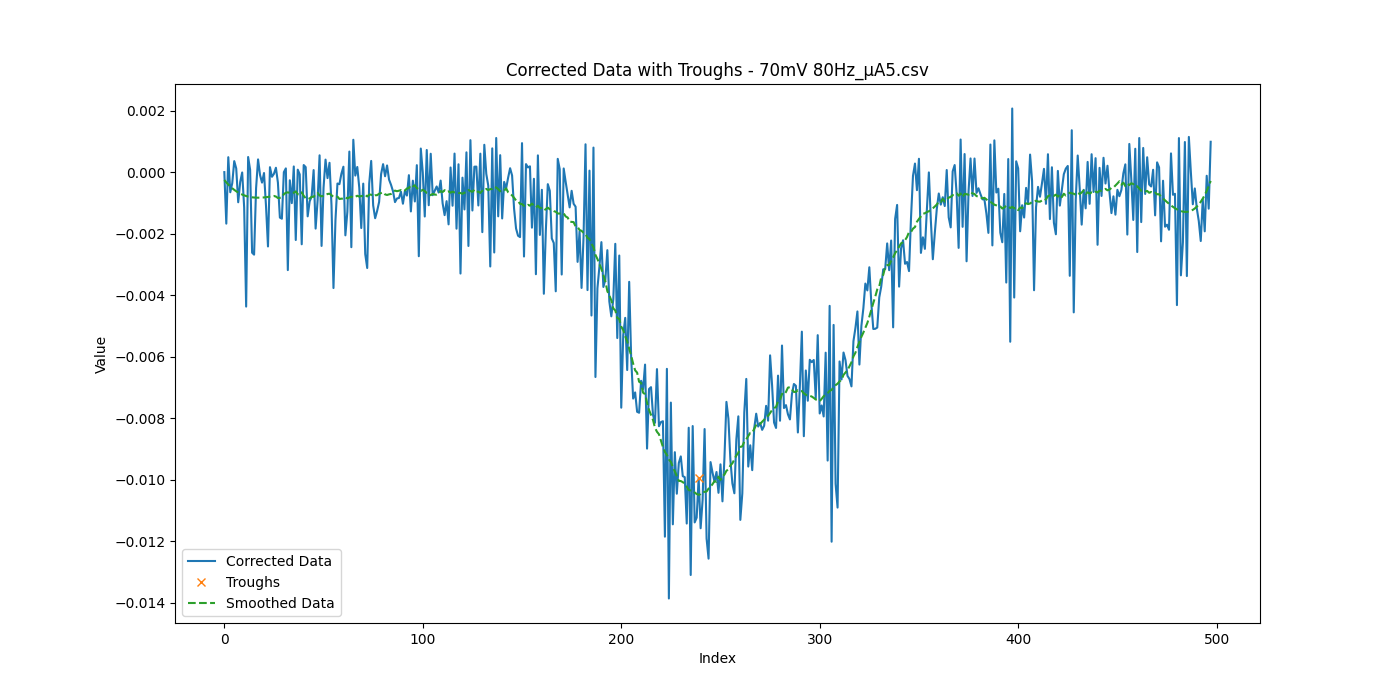 Corrected Data with Troughs - 70mV 80Hz_μA5.csv
0.002
0.000
−0.002
−0.004
−0.006
−0.008
−0.010
−0.012
−0.014
Value
Corrected Data
Troughs
Smoothed Data
0 100 200 300 400 500
Index